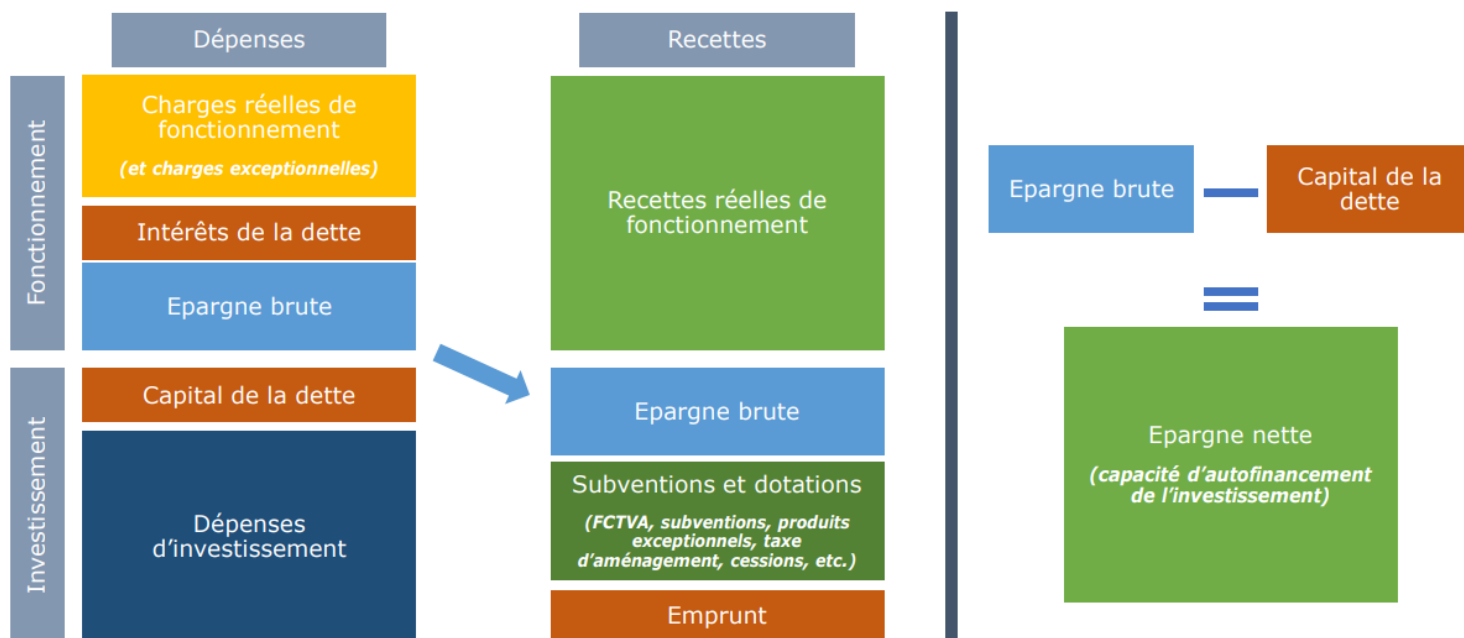 Dépenses
Recettes
Fonctionnement
Charges réelles de
fonctionnement
(et charges exceptionnelles)
Intérêts de la dette
Epargne brute
Recettes réelles de
fonctionnement
Investissement
Capital de la dette
Dépenses
d'investissement
Epargne brute
Subventions et dotations
(FCTVA, subventions, produits
exceptionnels, taxe
d'aménagement, cessions, etc.)
Emprunt
Epargne brute
Capital de la
dette
Epargne nette
(capacité d'autofinancement
de l'investissement)